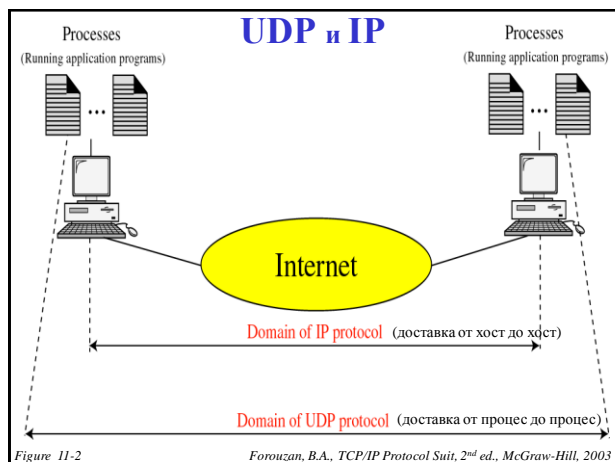 UDP и IP
Processes
(Running application programs)
...
Processes
(Running application programs)
...
Internet
Domain of IP protocol (доставка от хост до хост)
Domain of UDP protocol (доставка от процес до процес)
Figure 11-2
Forouzan, B.A., TCP/IP Protocol Suit, 2nd ed., McGraw-Hill, 2003